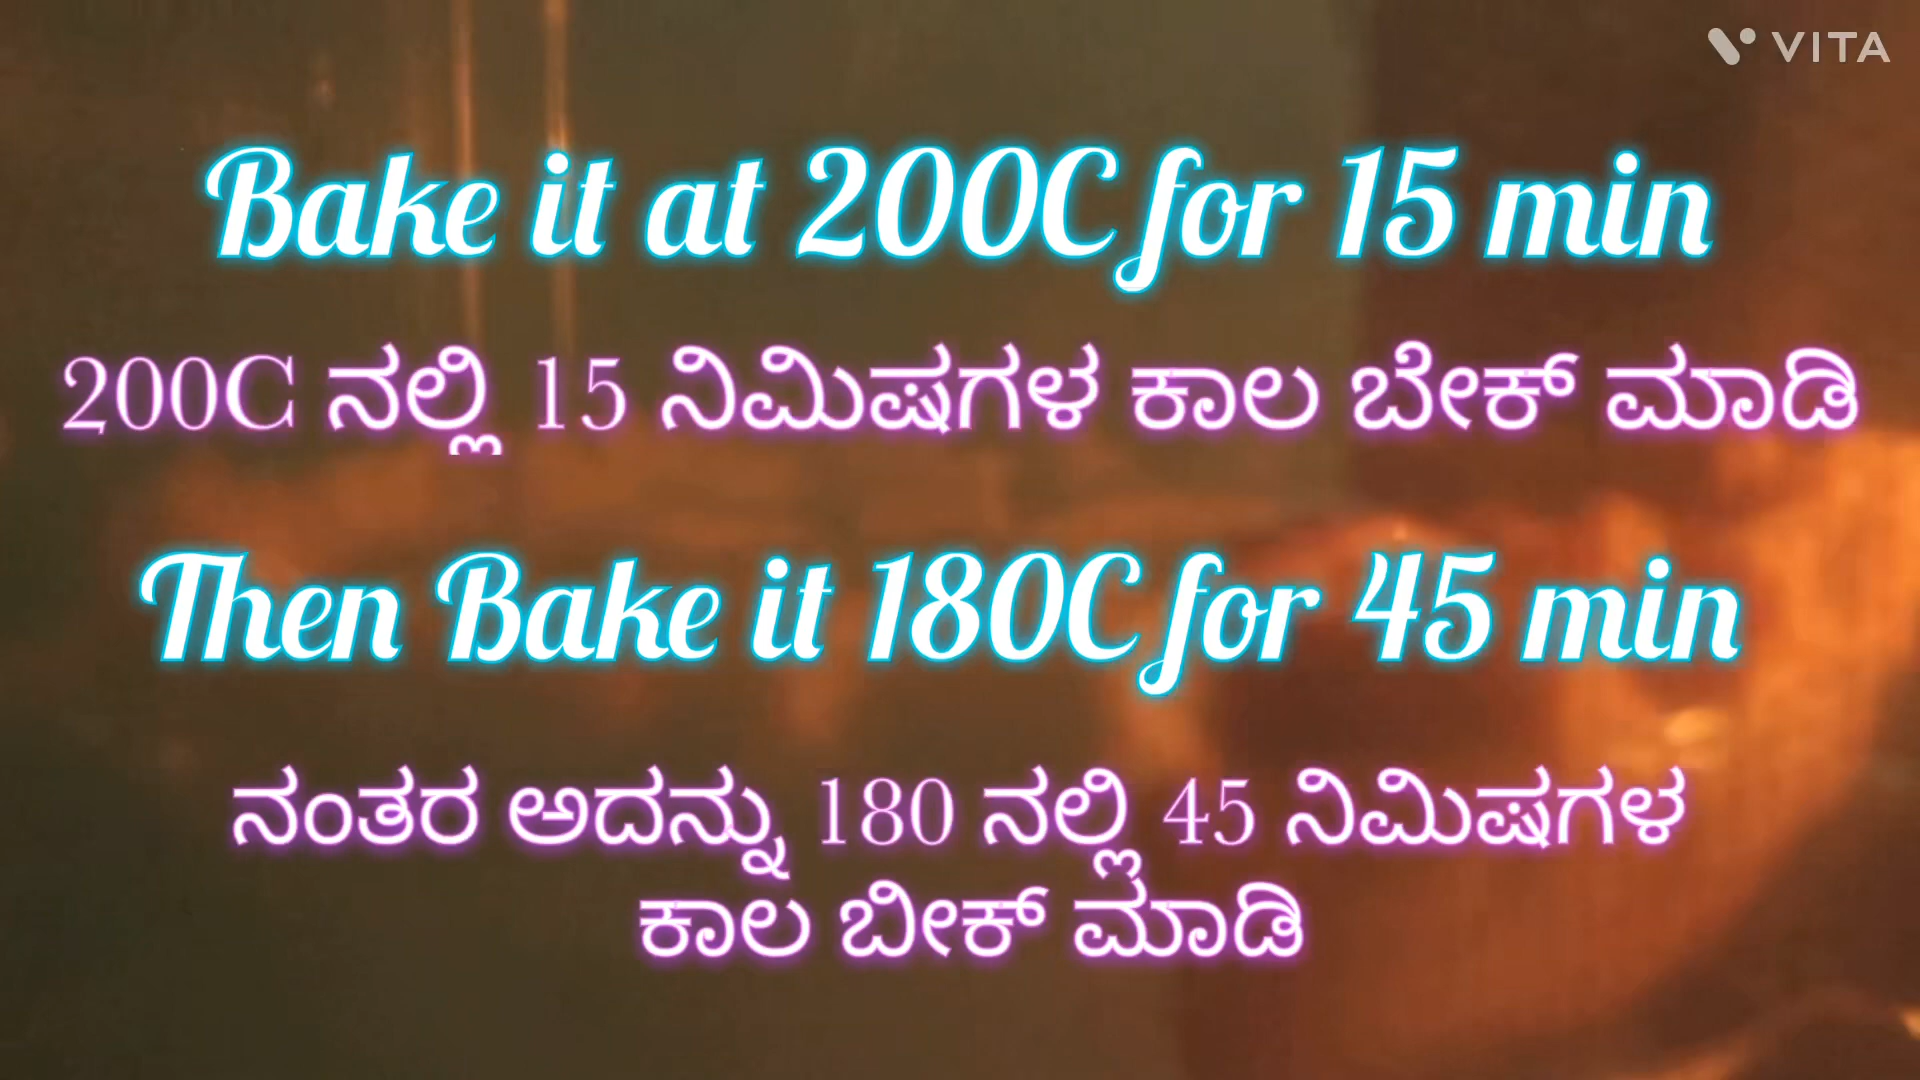 VITA
Bake it at 200C for 15 min
200C ನಲ್ಲಿ 15 ನಿಮಿಷಗಳ ಕಾಲ ಬೇಕ್ ಮಾಡಿ
Then Bake it 180C for 45 min
ನಂತರ ಅದನ್ನು 180 ನಲ್ಲಿ 45 ನಿಮಿಷಗಳ
ಕಾಲ ಬೀಕ್ ಮಾಡಿ